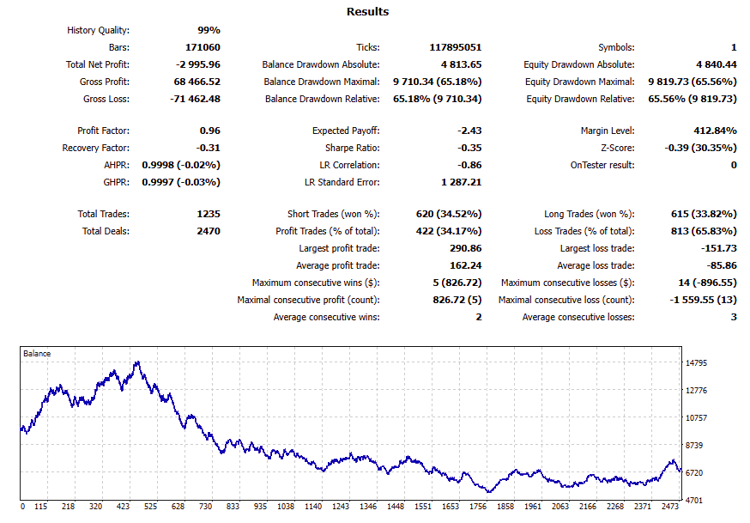 Results
History Quality: 99%
Bars: 171060 Ticks: 117895051 Symbols: 1
Total Net Profit: -2 995.96 Balance Drawdown Absolute: 4 813.65 Equity Drawdown Absolute: 4 840.44
Gross Profit: 68 466.52 Balance Drawdown Maximal: 9 710.34 (65.18%) Equity Drawdown Maximal: 9 819.73 (65.56%)
Gross Loss: -71 462.48 Balance Drawdown Relative: 65.18% (9 710.34) Equity Drawdown Relative: 65.56% (9 819.73)
Profit Factor: 0.96 Expected Payoff: -2.43 Margin Level: 412.84%
Recovery Factor: -0.31 Sharpe Ratio: -0.35 Z-Score: -0.39 (30.35%)
AHPR: 0.9998 (-0.02%) LR Correlation: -0.86 OnTester result: 0
GHPR: 0.9997 (-0.03%) LR Standard Error: 1 287.21
Total Trades: 1235 Short Trades (won %): 620 (34.52%) Long Trades (won %): 615 (33.82%)
Total Deals: 2470 Profit Trades (% of total): 422 (34.17%) Loss Trades (% of total): 813 (65.83%)
Largest profit trade: 290.86 Largest loss trade: -151.73
Average profit trade: 162.24 Average loss trade: -85.86
Maximum consecutive wins ($): 5 (826.72) Maximum consecutive losses ($): 14 (-896.55)
Maximal consecutive profit (count): 826.72 (5) Maximal consecutive loss (count): -1 559.55 (13)
Average consecutive wins: 2 Average consecutive losses: 3
Balance
14795
12776
10757
8739
6720
4701
0 115 218 320 423 525 628 730 833 935 1038 1140 1243 1346 1448 1551 1653 1756 1858 1961 2063 2166 2268 2371 2473